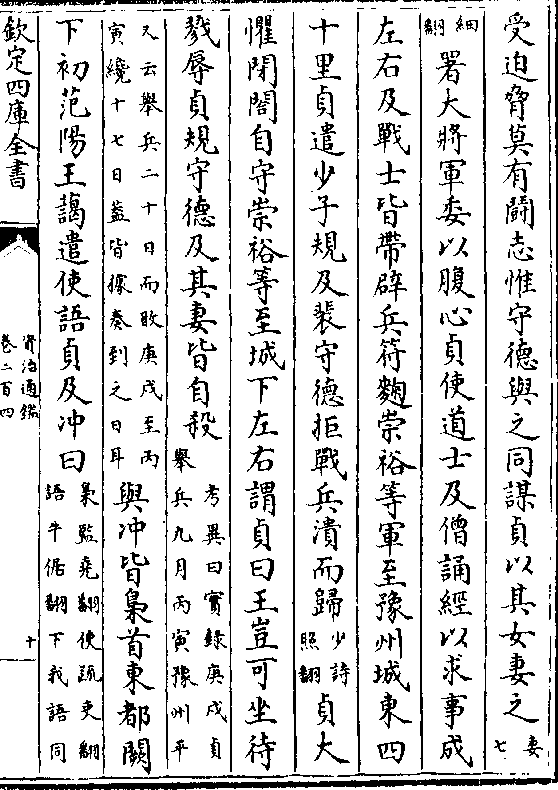 受迫脅莫有鬭志惟守德與之同謀貞以其女妻之妻七
細翻署大將軍委以腹心貞使道士及僧誦經以求事成
左右及戰士皆帶辟兵符麴崇裕等軍至豫州城東四
十里貞遣少子規及裴守德拒戰兵潰而歸少詩照翻貞大
懼閉閤自守崇裕等至城下左右謂貞曰王豈可坐待
戮辱貞規守德及其妻皆自殺考異曰實錄庚戌貞舉兵九月丙寅豫州平
又云舉兵二十日而敗庚戌至丙寅纔十七日蓋皆據奏到之日耳與冲皆梟首東都闕
下初范陽王藹遣使語貞及冲曰梟監堯翻使疏吏翻語牛倨翻下我語同
欽定四庫全書
資治通鑑
卷二百四
十